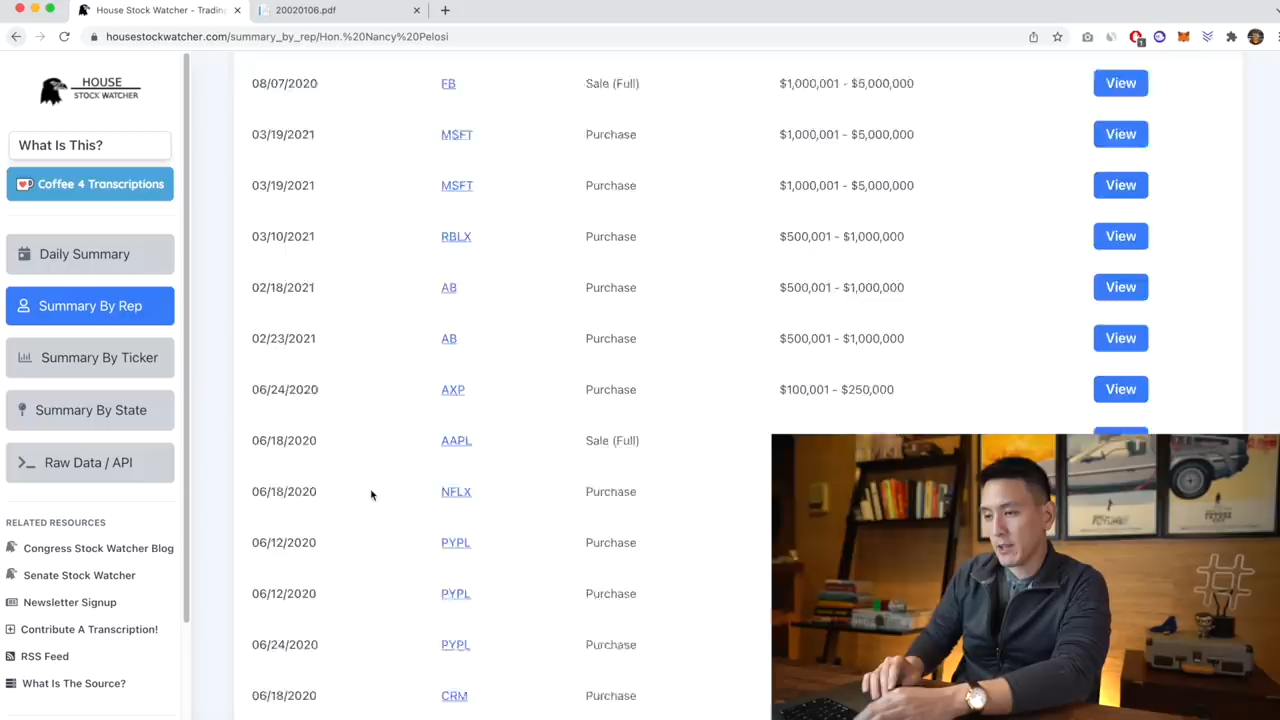 House Stock Watcher - Trading
20020106.pdf
housestockwatcher.com/summary_by_rep/Hon.%20Nancy%20Pelosi
1
HOUSE
STOCK WATCHER
What Is This?
Coffee 4 Transcriptions
Daily Summary
Summary By Rep
Summary By Ticker
Summary By State
Raw Data / API
RELATED RESOURCES
Congress Stock Watcher Blog
Senate Stock Watcher
Newsletter Signup
Contribute A Transcription!
RSS Feed
What Is The Source?
08/07/2020 FB Sale (Full) $1,000,001 - $5,000,000 View
03/19/2021 MSFT Purchase $1,000,001 - $5,000,000 View
03/19/2021 MSFT Purchase $1,000,001 - $5,000,000 View
03/10/2021 RBLX Purchase $500,001 - $1,000,000 View
02/18/2021 AB Purchase $500,001 - $1,000,000 View
02/23/2021 AB Purchase $500,001 - $1,000,000 View
06/24/2020 AXP Purchase $100,001 - $250,000 View
06/18/2020 AAPL Sale (Full)
06/18/2020 NFLX Purchase
06/12/2020 PYPL Purchase
06/12/2020 PYPL Purchase
06/24/2020 PYPL Purchase
06/18/2020 CRM Purchase